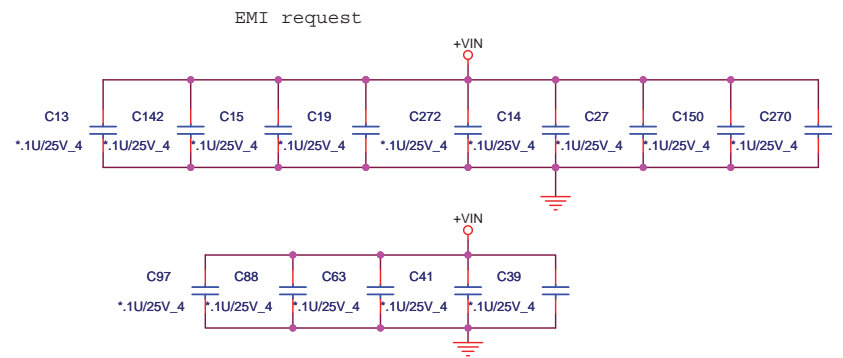 EMI request
+VIN
C13 C142 C15 C19 C272 C14 C27 C150 C270
*.1U/25V_4 *.1U/25V_4 *.1U/25V_4 *.1U/25V_4 *.1U/25V_4 *.1U/25V_4 *.1U/25V_4 *.1U/25V_4 *.1U/25V_4
+VIN
C97 C88 C63 C41 C39
*.1U/25V_4 *.1U/25V_4 *.1U/25V_4 *.1U/25V_4 *.1U/25V_4